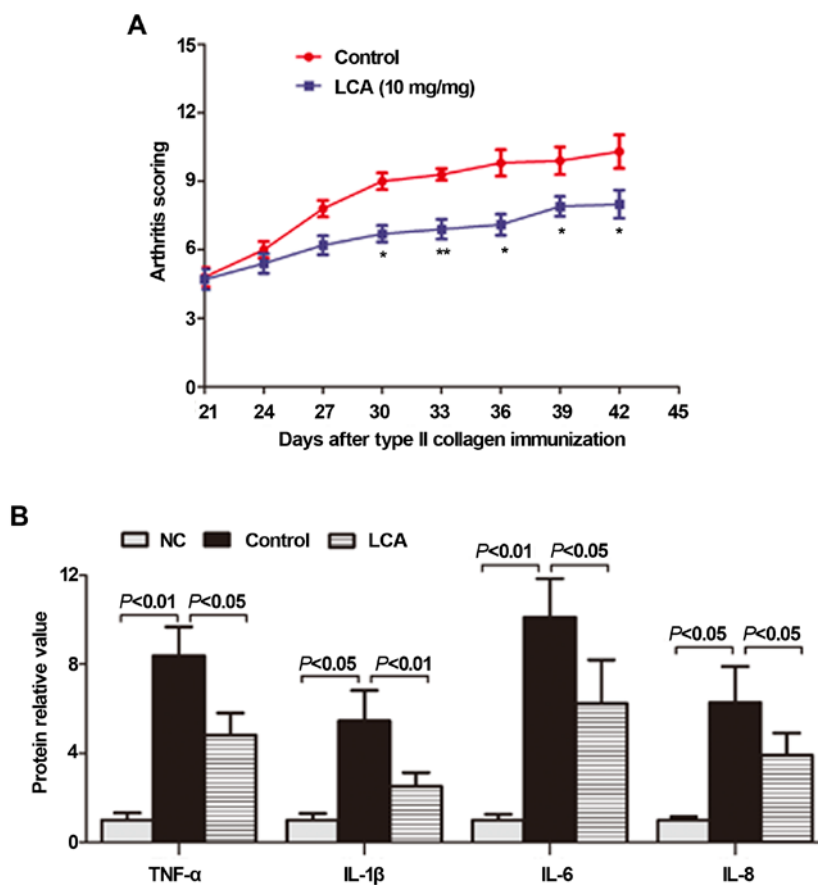 A
15
12
9
6
3
0
Arthritis scoring
Control
LCA (10 mg/mg)
* ** * * *
21 24 27 30 33 36 39 42 45
Days after type II collagen immunization
B
NC Control LCA
12
8
4
0
Protein relative value
P<0.01 P<0.05
P<0.05 P<0.01
P<0.01 P<0.05
P<0.05 P<0.05
TNF-α IL-1β IL-6 IL-8